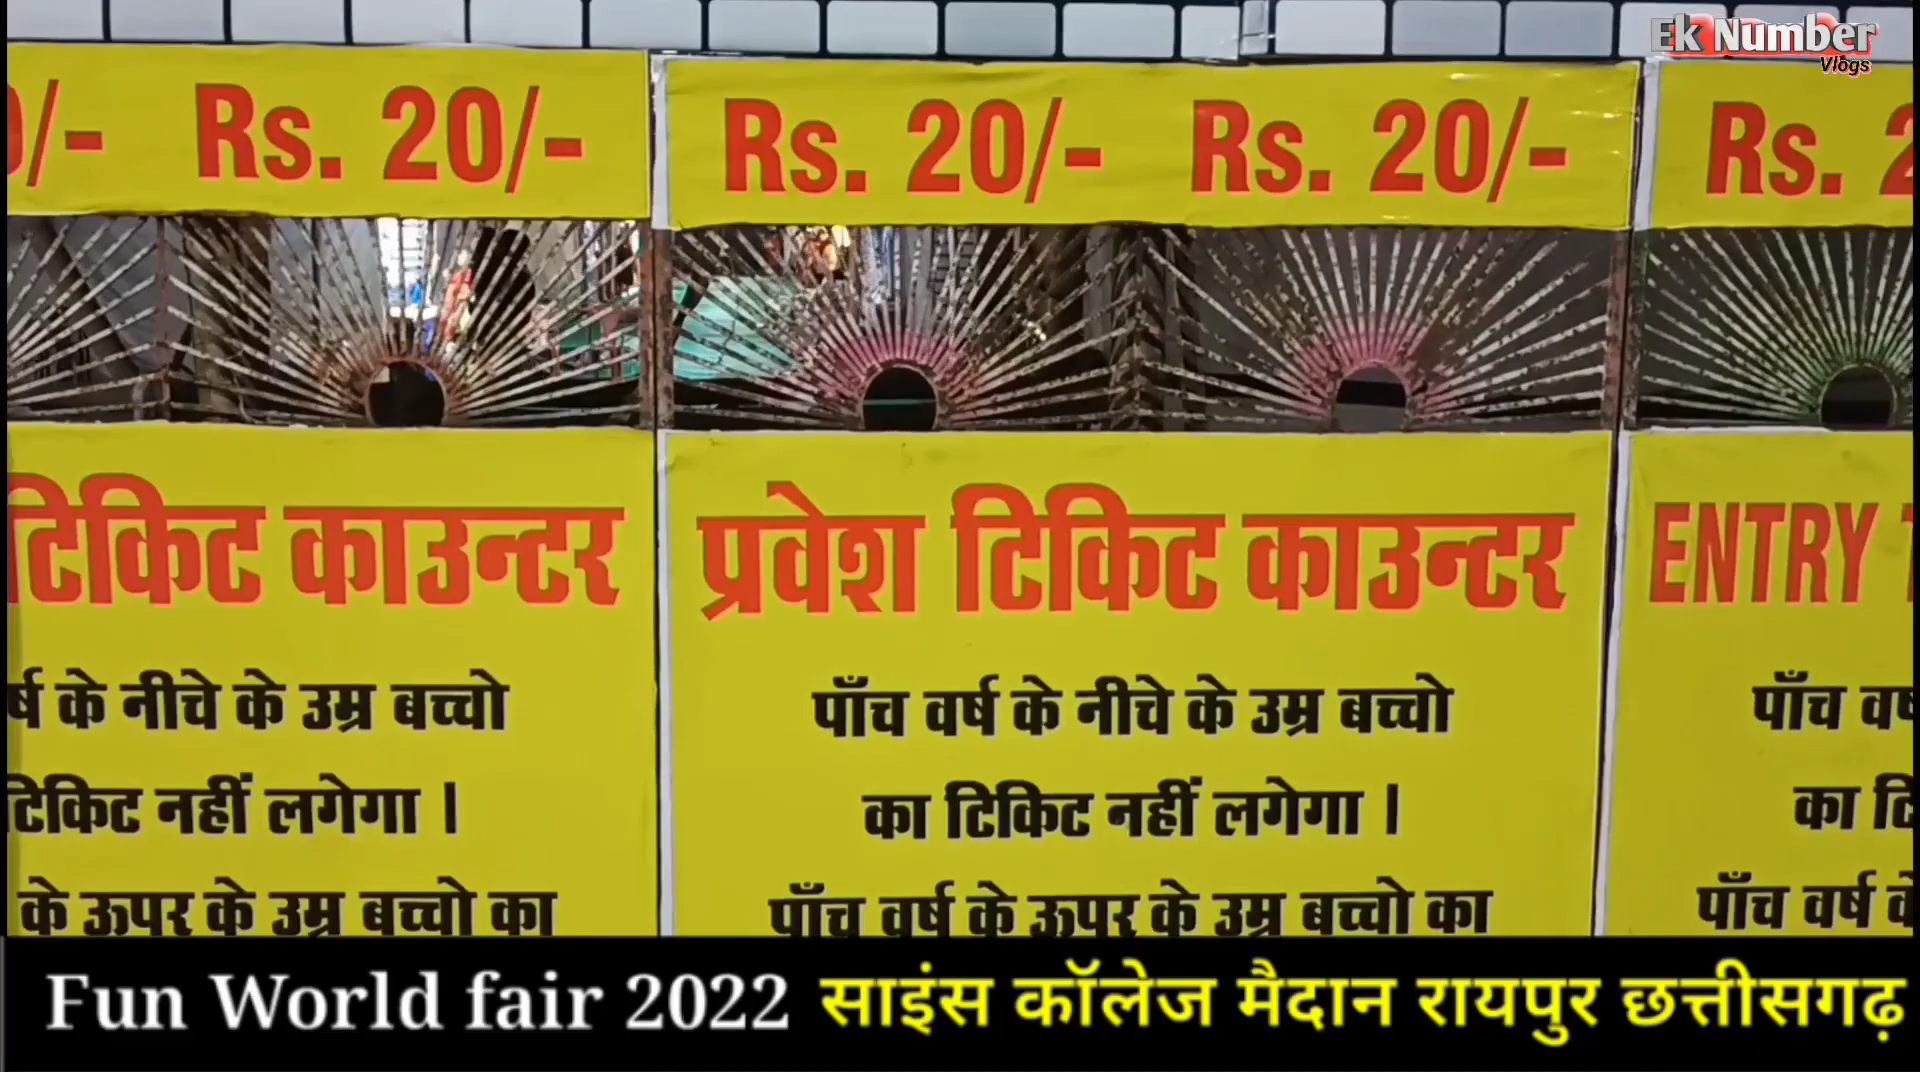 Ek Number
Vlogs
Rs. 20/-
Rs. 20/- Rs. 20/-
Rs.
टिकिट काउन्टर
प्रवेश टिकिट काउन्टर
ENTRY
के नीचे के उम्र बच्चो
पाँच वर्ष के नीचे के उम्र बच्चो
पाँच
टिकिट नहीं लगेगा ।
का टिकिट नहीं लगेगा ।
का
के ऊपर के उम्र बच्चो का
पाँच वर्ष के ऊपर के उम्र बच्चो का
पाँच वर्ष
Fun World fair 2022 साइंस कॉलेज मैदान रायपुर छत्तीसगढ़